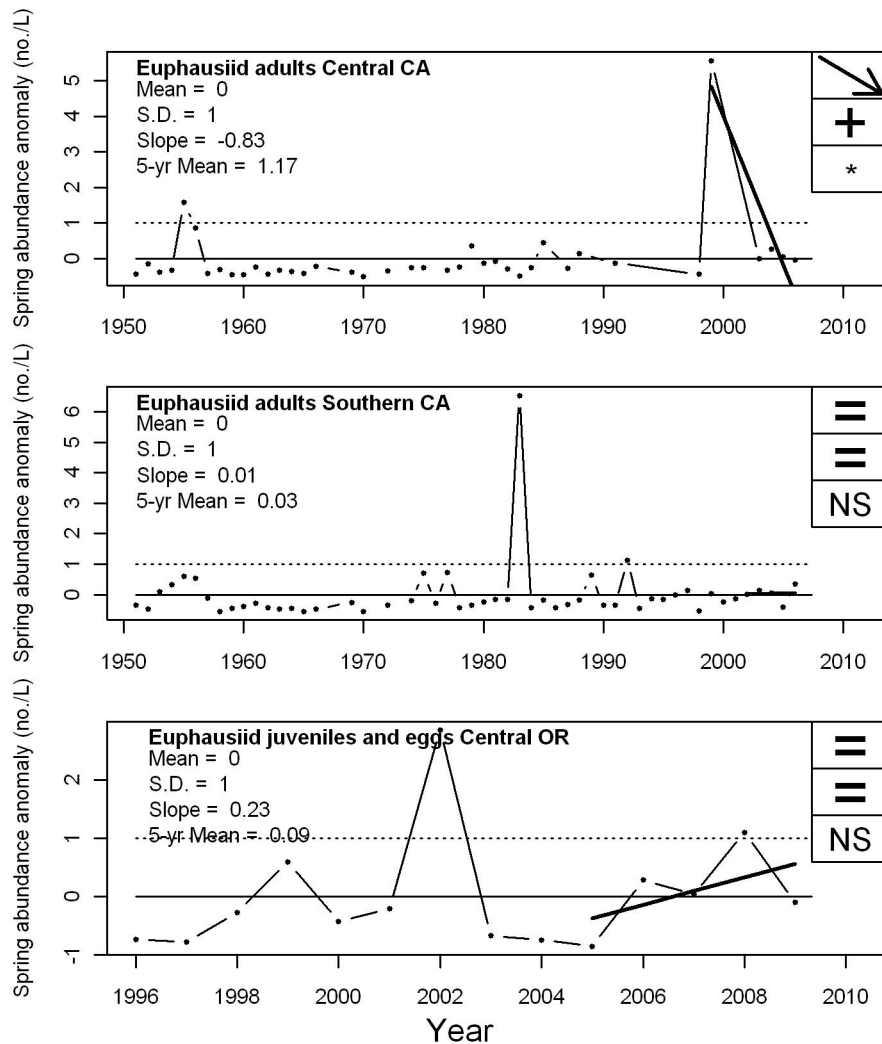 Spring abundance anomaly (no./L)
Euphausiid adults Central CA
Mean = 0
S.D. = 1
Slope = -0.83
5-yr Mean = 1.17
5
4
3
2
1
0
+
*
1950 1960 1970 1980 1990 2000 2010
Spring abundance anomaly (no./L)
Euphausiid adults Southern CA
Mean = 0
S.D. = 1
Slope = 0.01
5-yr Mean = 0.03
6
5
4
3
2
1
0
=
=
NS
1950 1960 1970 1980 1990 2000 2010
Spring abundance anomaly (no./L)
Euphausiid juveniles and eggs Central OR
Mean = 0
S.D. = 1
Slope = 0.23
5-yr Mean = 0.09
2
1
0
-1
=
=
NS
1996 1998 2000 2002 2004 2006 2008 2010
Year